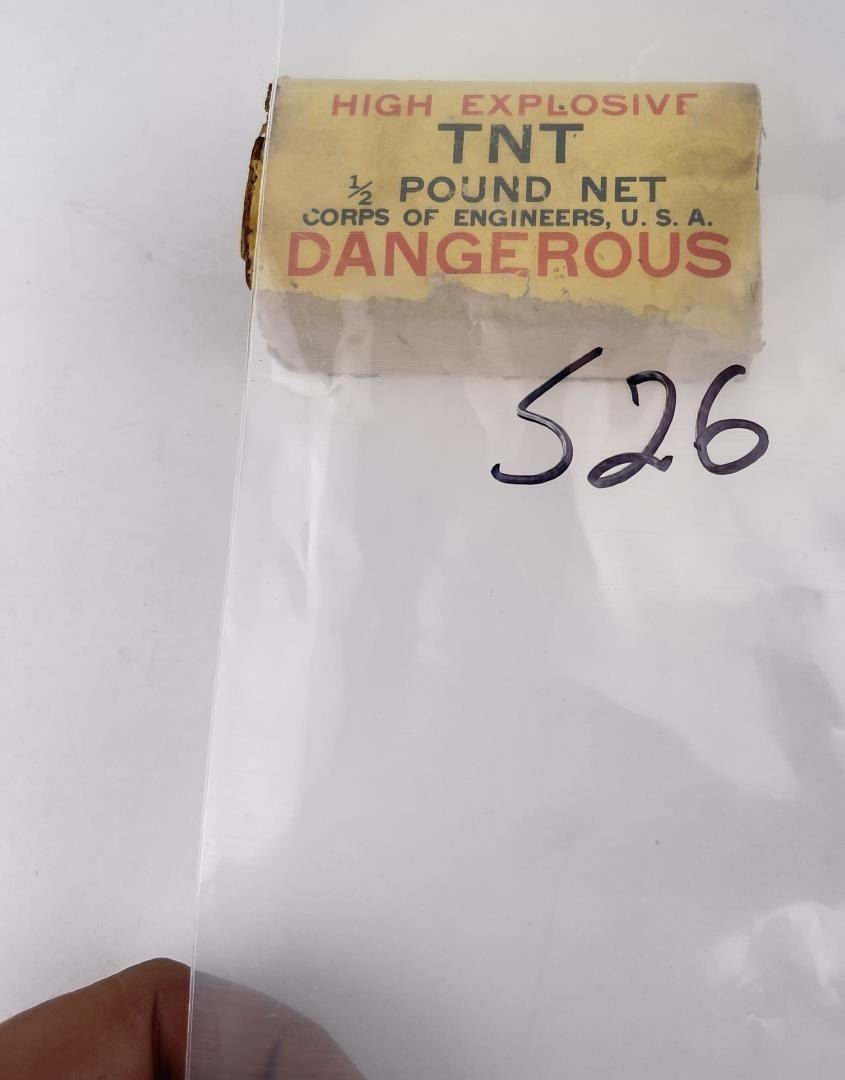 HIGH EXPLOSIVE
TNT
½ POUND NET
CORPS OF ENGINEERS, U. S. A.
DANGEROUS
526